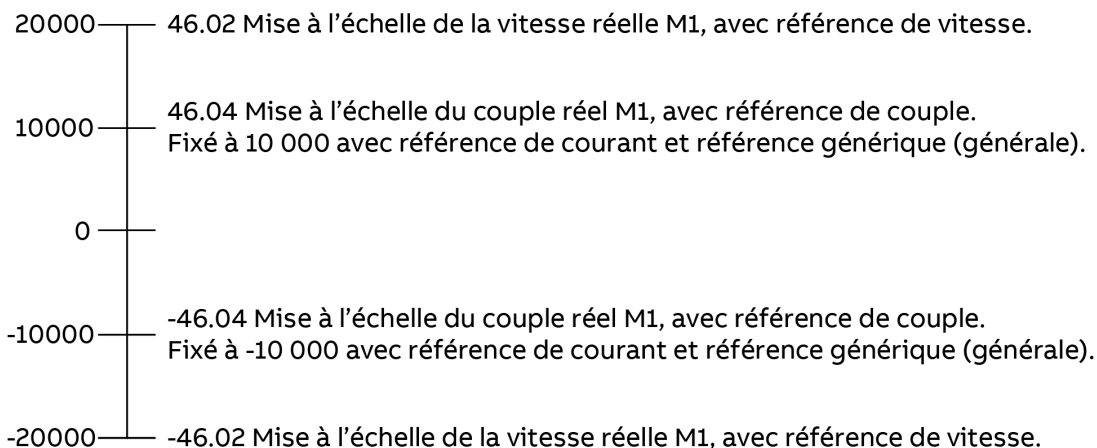 20000 46.02 Mise à l’échelle de la vitesse réelle M1, avec référence de vitesse.
46.04 Mise à l’échelle du couple réel M1, avec référence de couple.
10000
Fixé à 10 000 avec référence de courant et référence générique (générale).
0
-46.04 Mise à l’échelle du couple réel M1, avec référence de couple.
-10000
Fixé à -10 000 avec référence de courant et référence générique (générale).
-20000 -46.02 Mise à l’échelle de la vitesse réelle M1, avec référence de vitesse.